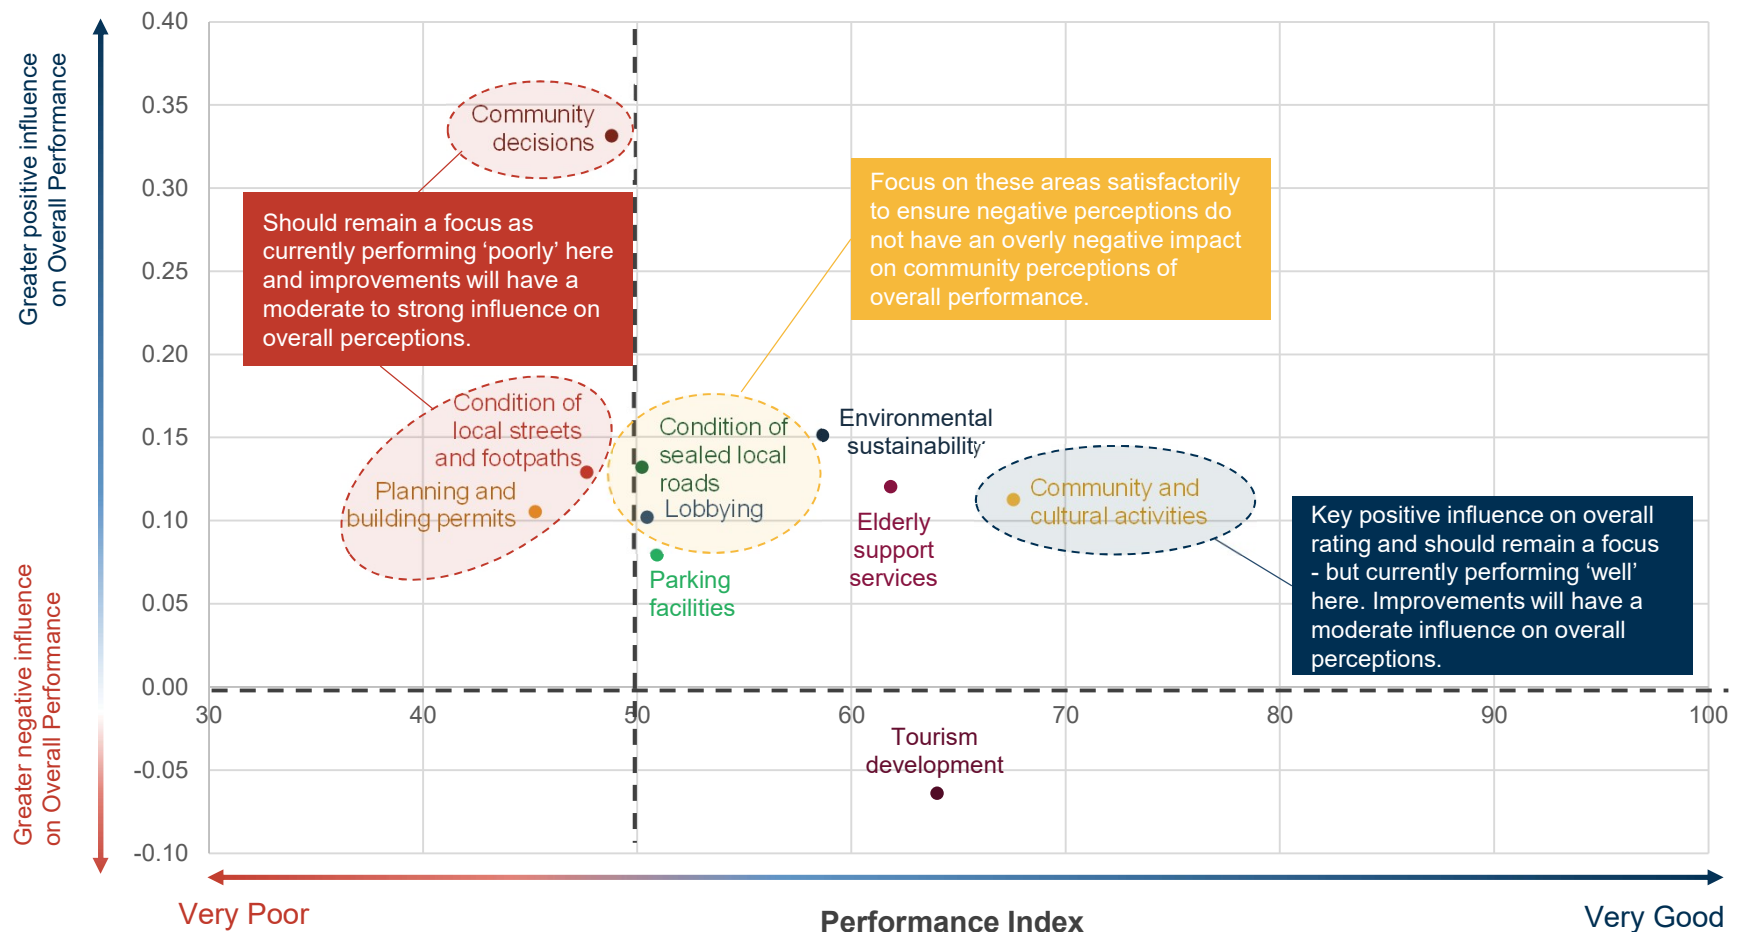 0.40
0.35
0.30
0.25
0.20
0.15
0.10
0.05
0.00
-0.05
-0.10
Greater positive influence
on Overall Performance
Greater negative influence
on Overall Performance
Community
decisions
Should remain a focus as
currently performing ‘poorly’ here
and improvements will have a
moderate to strong influence on
overall perceptions.
Focus on these areas satisfactorily
to ensure negative perceptions do
not have an overly negative impact
on community perceptions of
overall performance.
Condition of
local streets
and footpaths
Planning and
building permits
Condition of
sealed local
roads
Lobbying
Parking
facilities
Environmental
sustainability
Elderly
support
services
Community and
cultural activities
Key positive influence on overall
rating and should remain a focus
- but currently performing ‘well’
here. Improvements will have a
moderate influence on overall
perceptions.
30 40 50 60 70 80 90 100
Tourism
development
Very Poor
Performance Index
Very Good